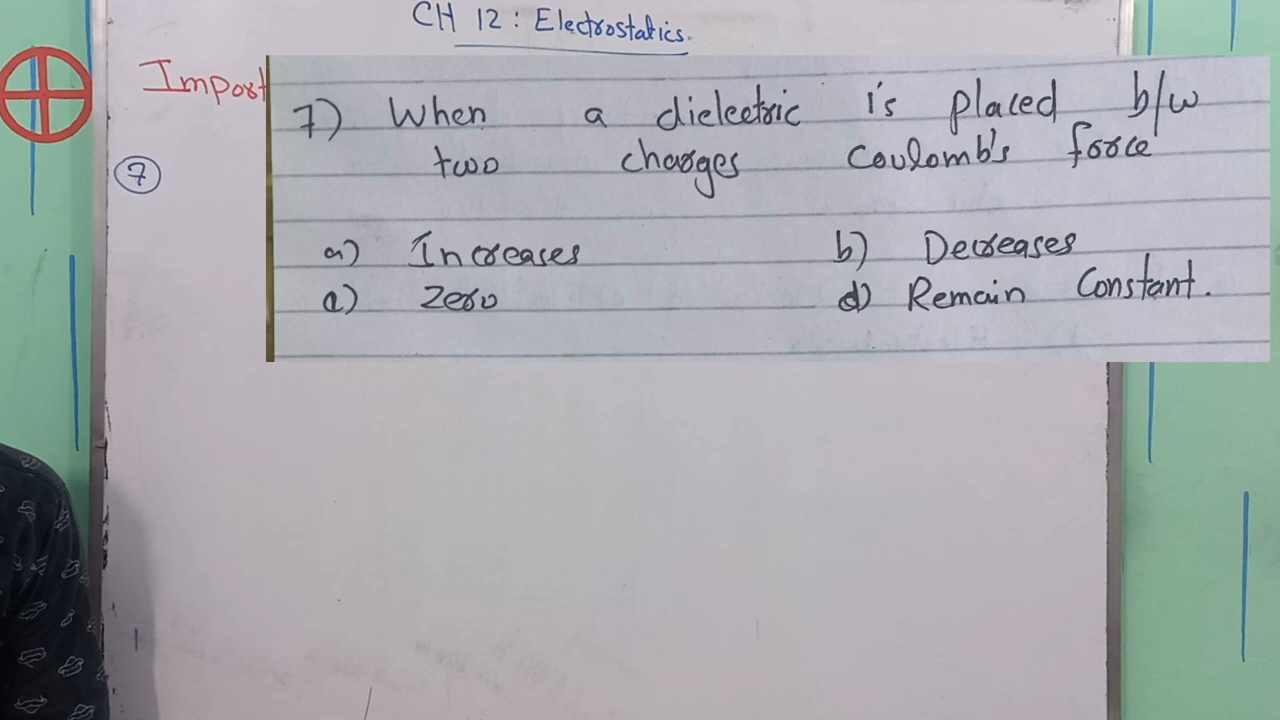 CH 12: Electrostatics.
Import
7
7) When a dielectric is placed b/w
two charges Coulomb's force
a) Increases b) Decreases
c) Zero d) Remain Constant.